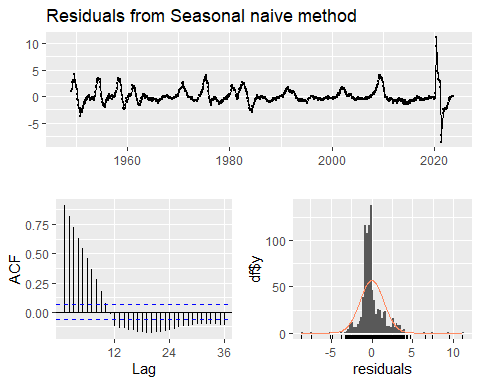 Residuals from Seasonal naive method
10
5
0
-5
1960 1980 2000 2020
0.75
0.50
0.25
0.00
ACF
12 24 36
Lag
100
50
0
df$y
-5 0 5 10
residuals